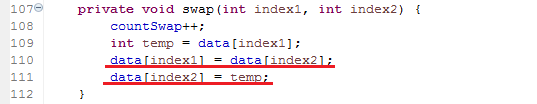 107 private void swap(int index1, int index2) {
108 countSwap++;
109 int temp = data[index1];
110 data[index1] = data[index2];
111 data[index2] = temp;
112 }